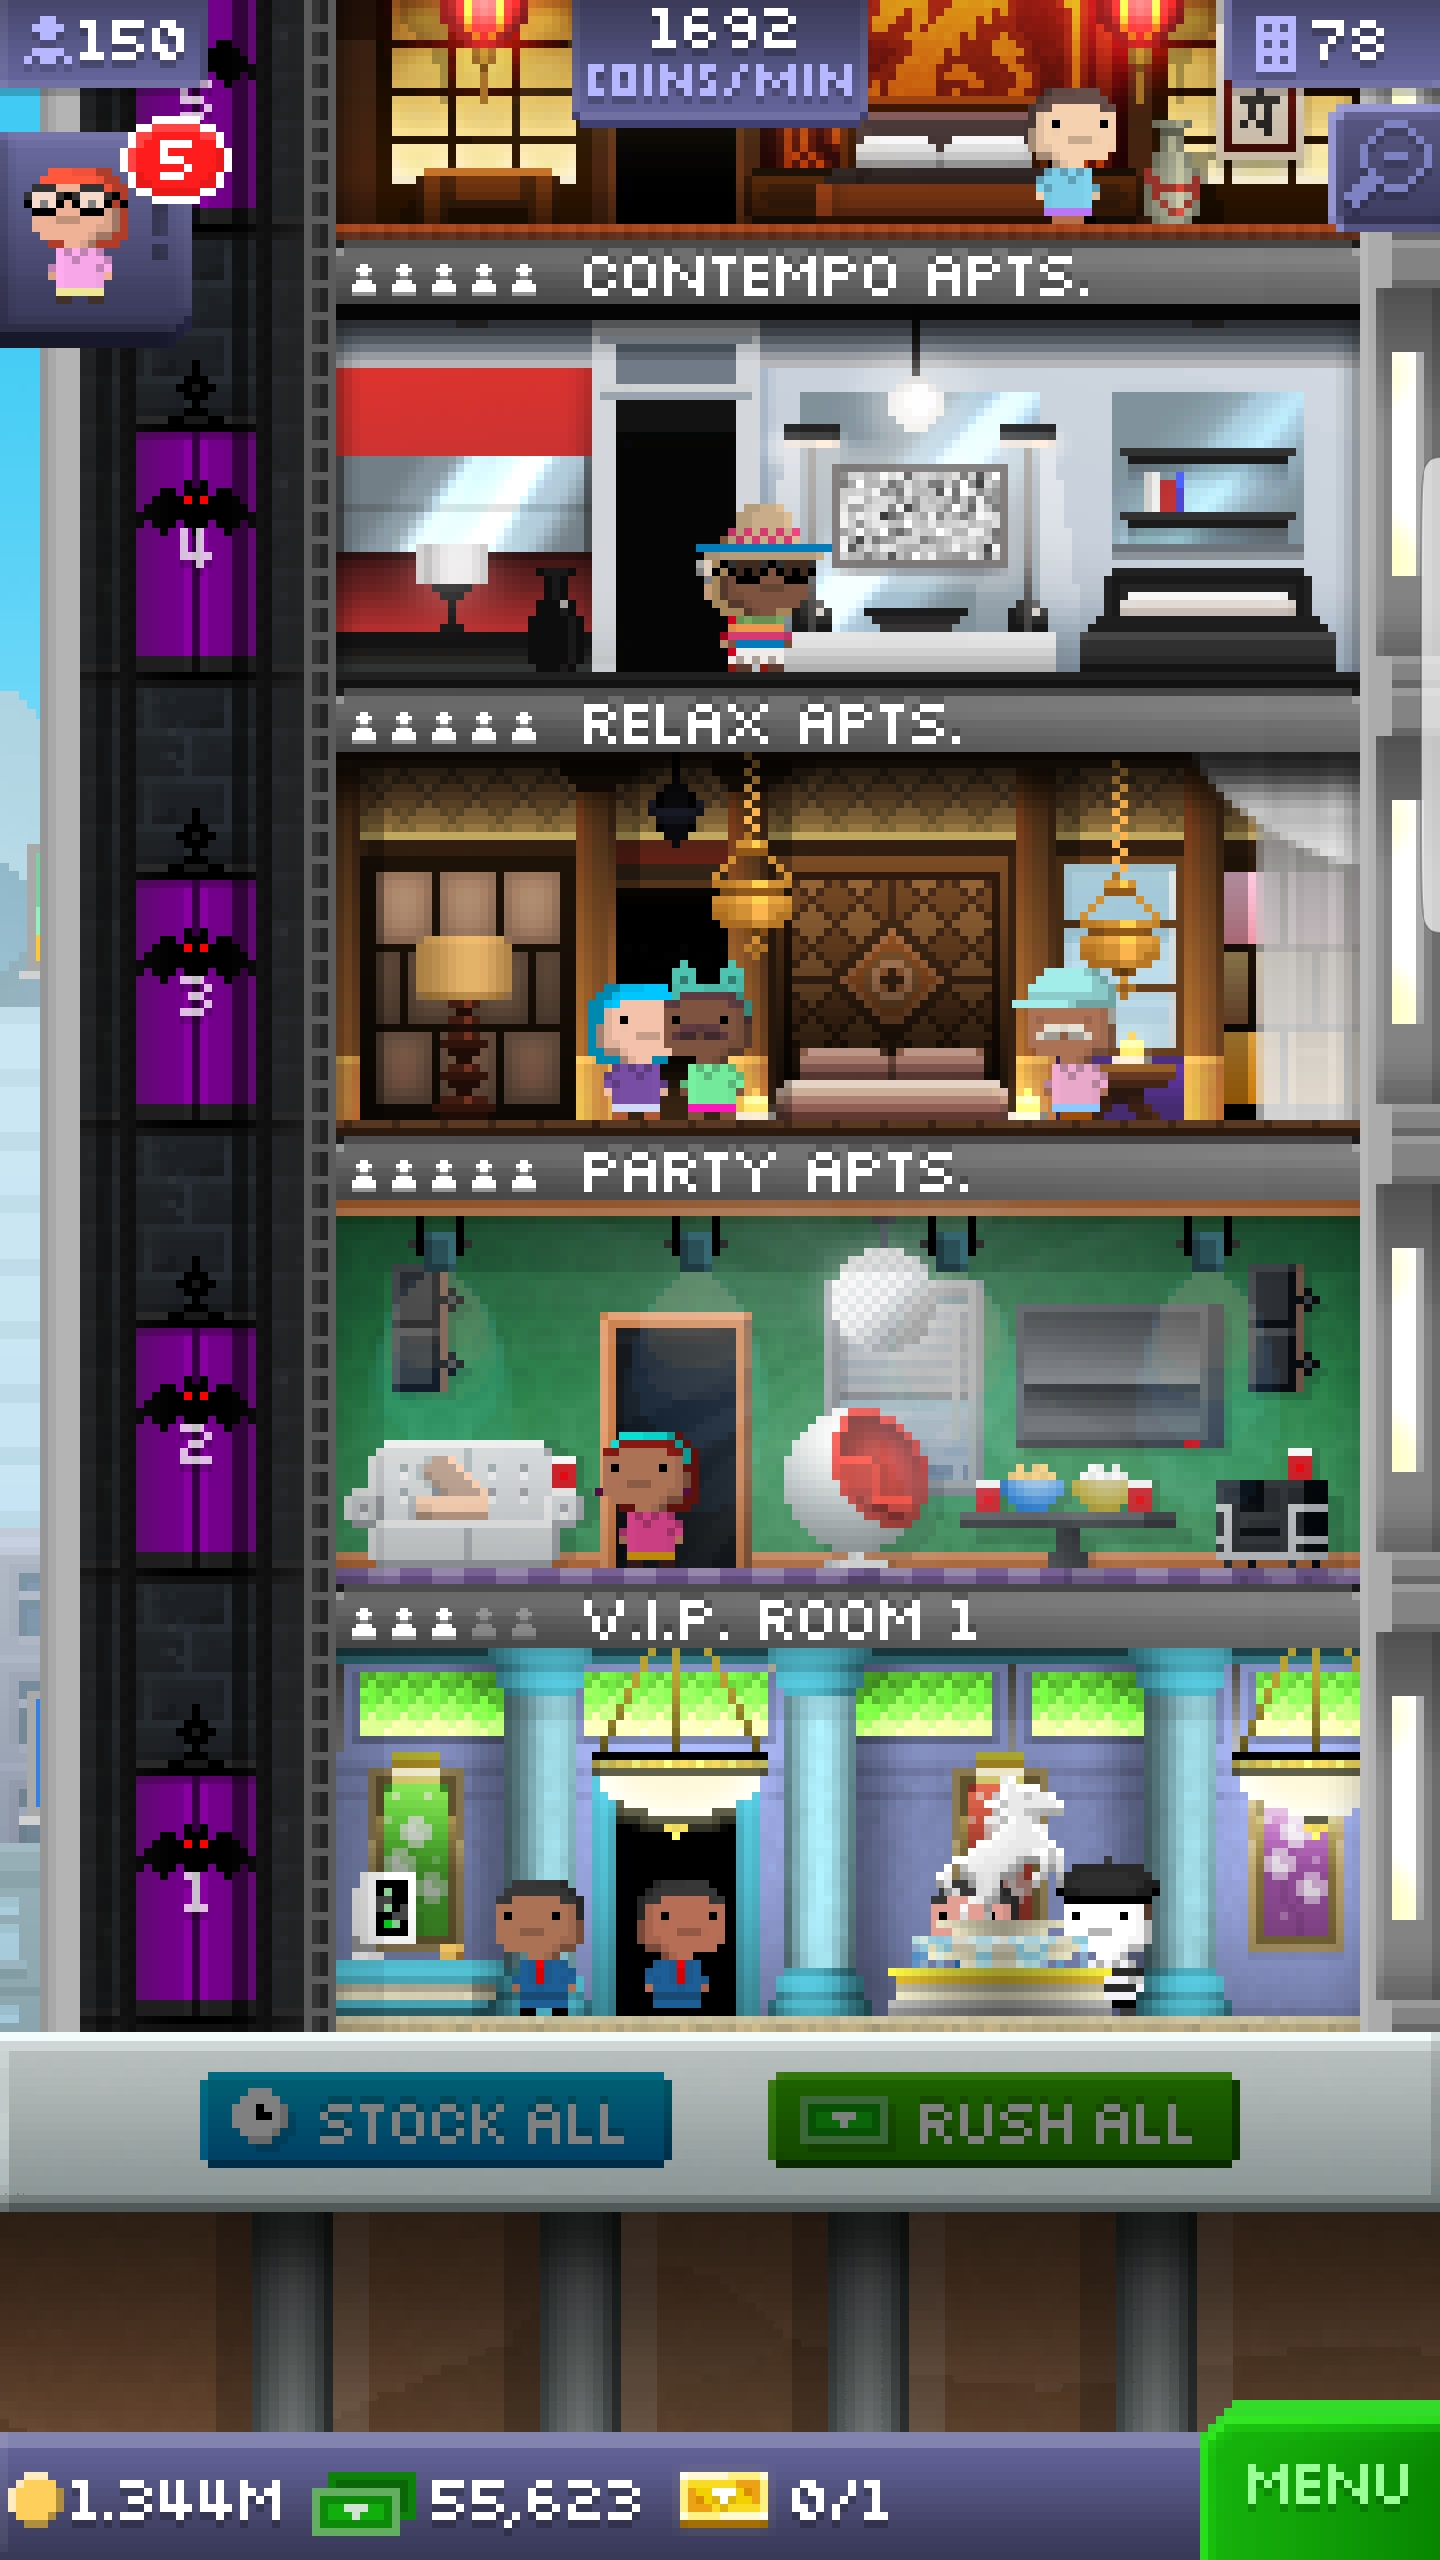 150
1692
COINS/MIN
78
5
5
CONTEMPO APTS.
4
RELAX APTS.
3
PARTY APTS.
2
V.I.P. ROOM 1
1
STOCK ALL
RUSH ALL
1.344M
55,623
0/1
MENU